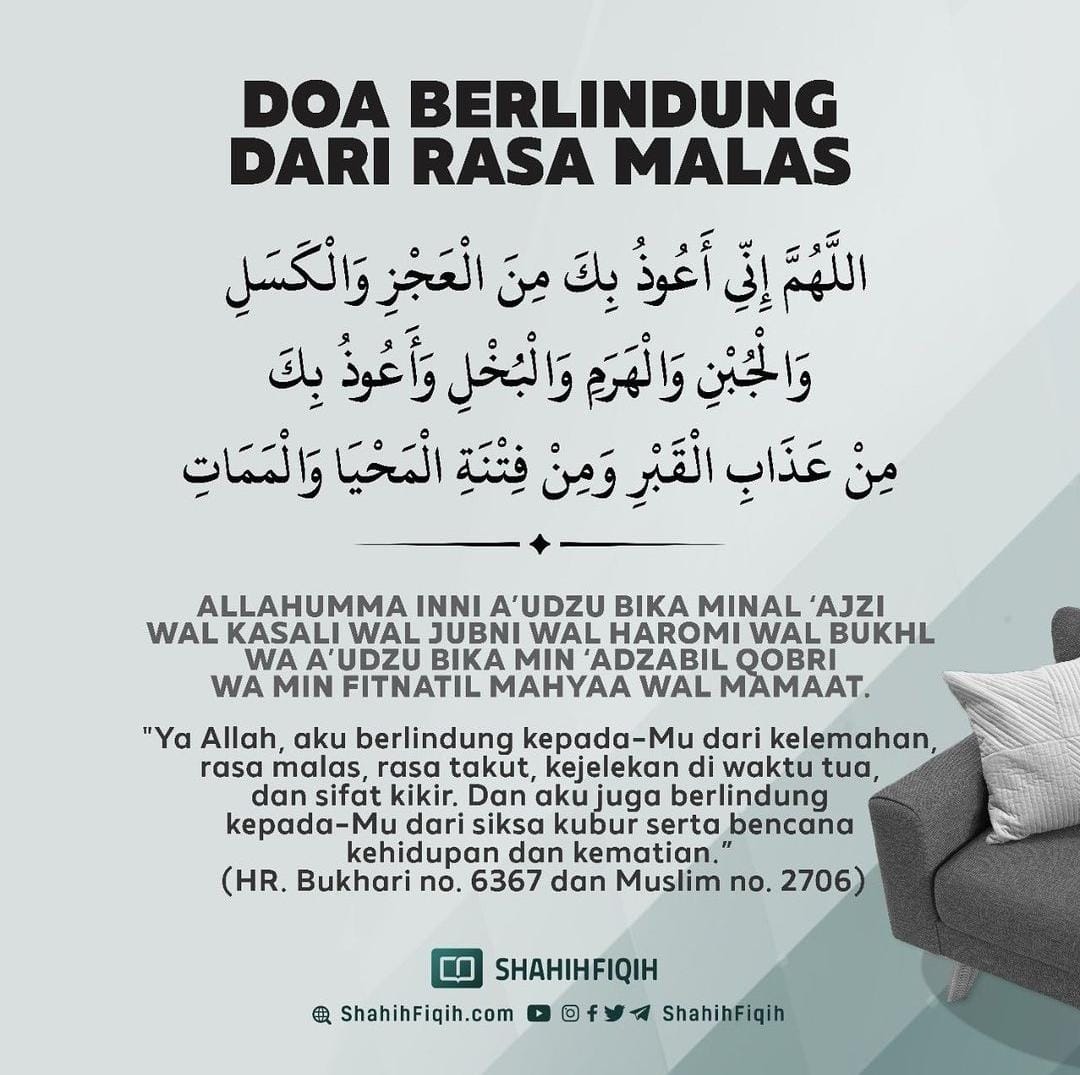 DOA BERLINDUNG
DARI RASA MALAS
اللَّهُمَّ إِنِّي أَعُوذُ بِكَ مِنَ الْعَجْزِ وَالْكَسَلِ
وَالْجُبْنِ وَالْهَرَمِ وَالْبُخْلِ وَأَعُوذُ بِكَ
مِنْ عَذَابِ الْقَبْرِ وَمِنْ فِتْنَةِ الْمَحْيَا وَالْمَمَاتِ
ALLAHUMMA INNI A’UDZU BIKA MINAL ‘AJZI
WAL KASALI WAL JUBNI WAL HAROMI WAL BUKHL
WA A’UDZU BIKA MIN ‘ADZABIL QOBRI
WA MIN FITNATIL MAHYAA WAL MAMAAT.
"Ya Allah, aku berlindung kepada-Mu dari kelemahan,
rasa malas, rasa takut, kejelekan di waktu tua,
dan sifat kikir. Dan aku juga berlindung
kepada-Mu dari siksa kubur serta bencana
kehidupan dan kematian.”
(HR. Bukhari no. 6367 dan Muslim no. 2706)
SHAHIHFIQIH
ShahihFiqih.com ShahihFiqih